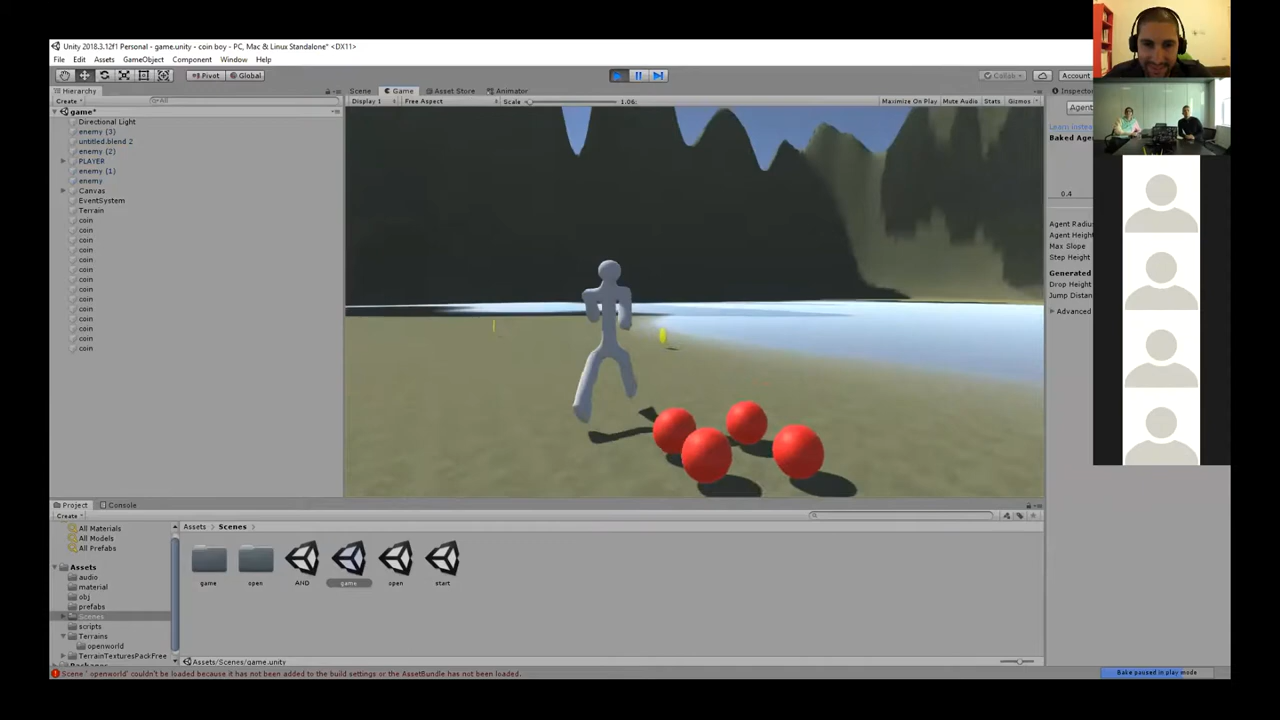 Unity 2018.3.12f1 Personal - game.unity - coin boy - PC, Mac & Linux Standalone* <DX11>
File Edit Assets GameObject Component Window Help
Pivot Global Collab Account
Hierarchy Scene Game Asset Store Animator Inspecto
Create All Display 1 Free Aspect Scale 1.06 Maximize On Play Mute Audio Stats Gizmos Agent
game*
Directional Light
enemy (3)
untitled.blend 2
enemy (2)
PLAYER
enemy (1)
enemy
Canvas
EventSystem
Terrain
coin
coin
coin
coin
coin
coin
coin
coin
coin
coin
coin
coin
coin
coin
Baked Age
0.4
Agent Radiu
Agent Height
Max Slope
Step Height
Generated
Drop Height
Jump Distan
Advanced
Project Console
Create
All Materials
All Models
All Prefabs
Assets
audio
material
obj
prefabs
Scenes
scripts
Terrains
openworld
TerrainTexturesPackFree
Assets Scenes
game open AND game open start
Assets/Scenes/game.unity
Scene ' openworld' couldn't be loaded because it has not been added to the build settings or the AssetBundle has not been loaded.
Bake paused in play mode